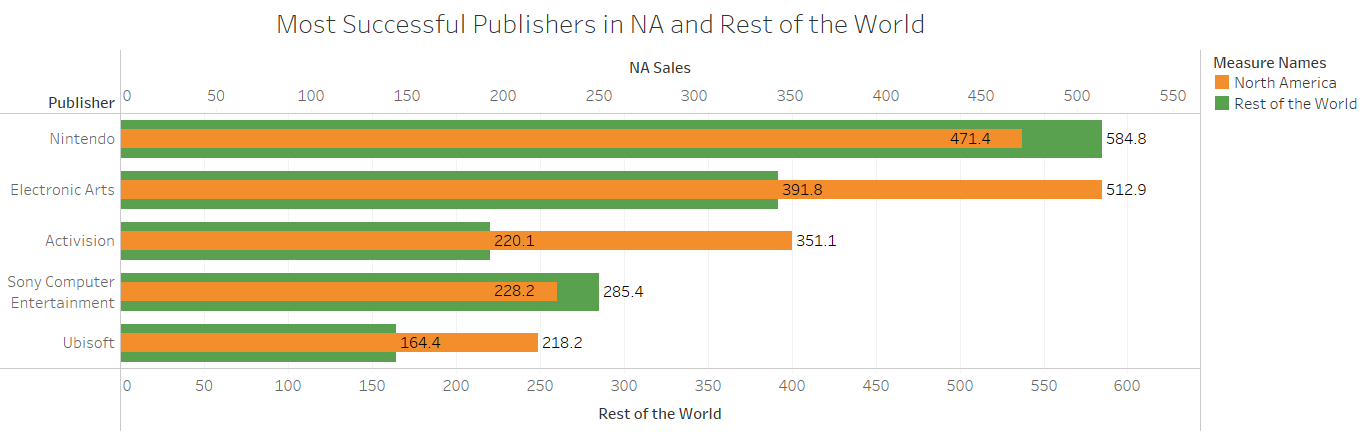 Most Successful Publishers in NA and Rest of the World
NA Sales
Publisher
0 50 100 150 200 250 300 350 400 450 500 550
Nintendo 471.4 584.8
Electronic Arts 391.8 512.9
Activision 220.1 351.1
Sony Computer
Entertainment 228.2 285.4
Ubisoft 164.4 218.2
0 50 100 150 200 250 300 350 400 450 500 550 600
Rest of the World
Measure Names
North America
Rest of the World